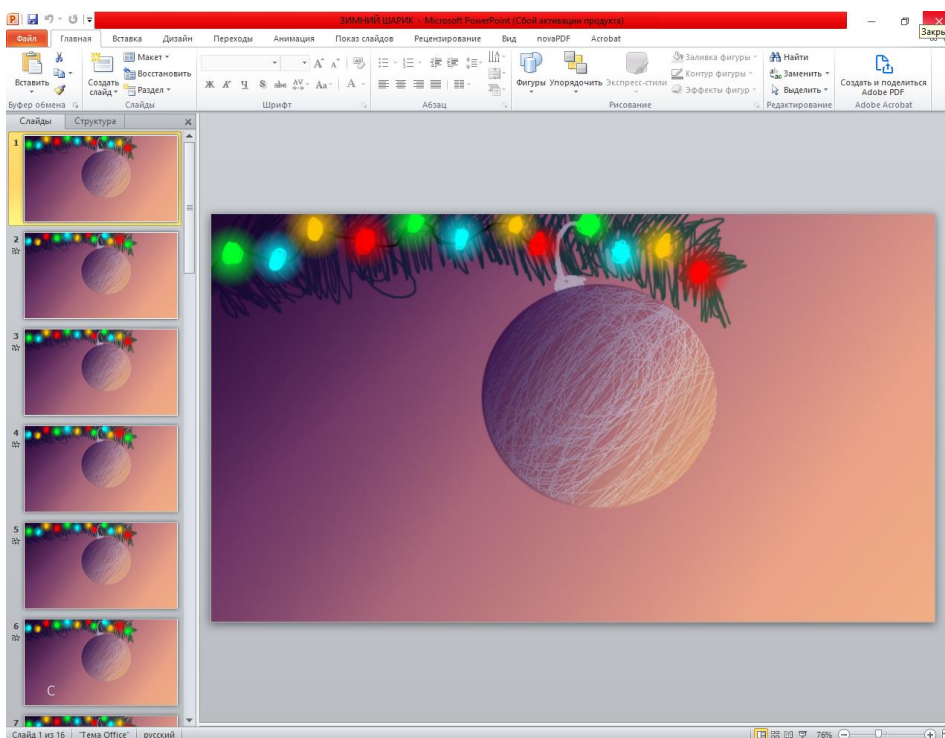 ЗИМНИЙ ШАРИК - Microsoft PowerPoint (Сбой активации продукта)
Файл Главная Вставка Дизайн Переходы Анимация Показ слайдов Рецензирование Вид novaPDF Acrobat
Вставить
Создать слайд
Макет
Восстановить
Раздел
Ж К Ч S abc AV Aa A
Фигуры Упорядочить Экспресс-стили
Заливка фигуры
Контур фигуры
Эффекты фигур
Найти
Заменить
Выделить
Создать и поделиться
Adobe PDF
Буфер обмена Слайды Шрифт Абзац Рисование Редактирование Adobe Acrobat
Слайды Структура
1
2
3
4
5
6
С
7
Слайд 1 из 16 "Тема Office" русский 76%